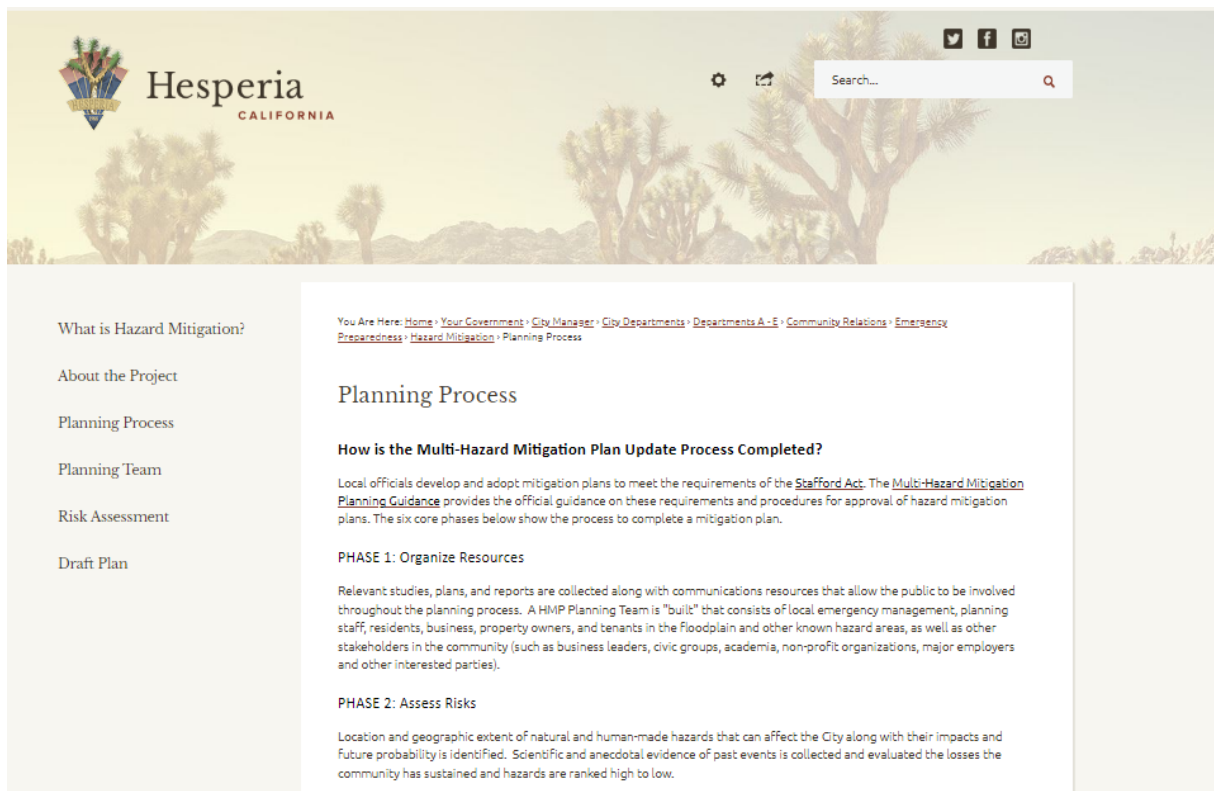 HESPERIA
Hesperia
CALIFORNIA
Search...
What is Hazard Mitigation?
About the Project
Planning Process
Planning Team
Risk Assessment
Draft Plan
You Are Here: Home › Your Government › City Manager › City Departments › Departments A - E › Community Relations › Emergency
Preparedness › Hazard Mitigation › Planning Process
Planning Process
How is the Multi-Hazard Mitigation Plan Update Process Completed?
Local officials develop and adopt mitigation plans to meet the requirements of the Stafford Act. The Multi-Hazard Mitigation
Planning Guidance provides the official guidance on these requirements and procedures for approval of hazard mitigation
plans. The six core phases below show the process to complete a mitigation plan.
PHASE 1: Organize Resources
Relevant studies, plans, and reports are collected along with communications resources that allow the public to be involved
throughout the planning process. A HMP Planning Team is "built" that consists of local emergency management, planning
staff, residents, business, property owners, and tenants in the floodplain and other known hazard areas, as well as other
stakeholders in the community (such as business leaders, civic groups, academia, non-profit organizations, major employers
and other interested parties).
PHASE 2: Assess Risks
Location and geographic extent of natural and human-made hazards that can affect the City along with their impacts and
future probability is identified. Scientific and anecdotal evidence of past events is collected and evaluated the losses the
community has sustained and hazards are ranked high to low.